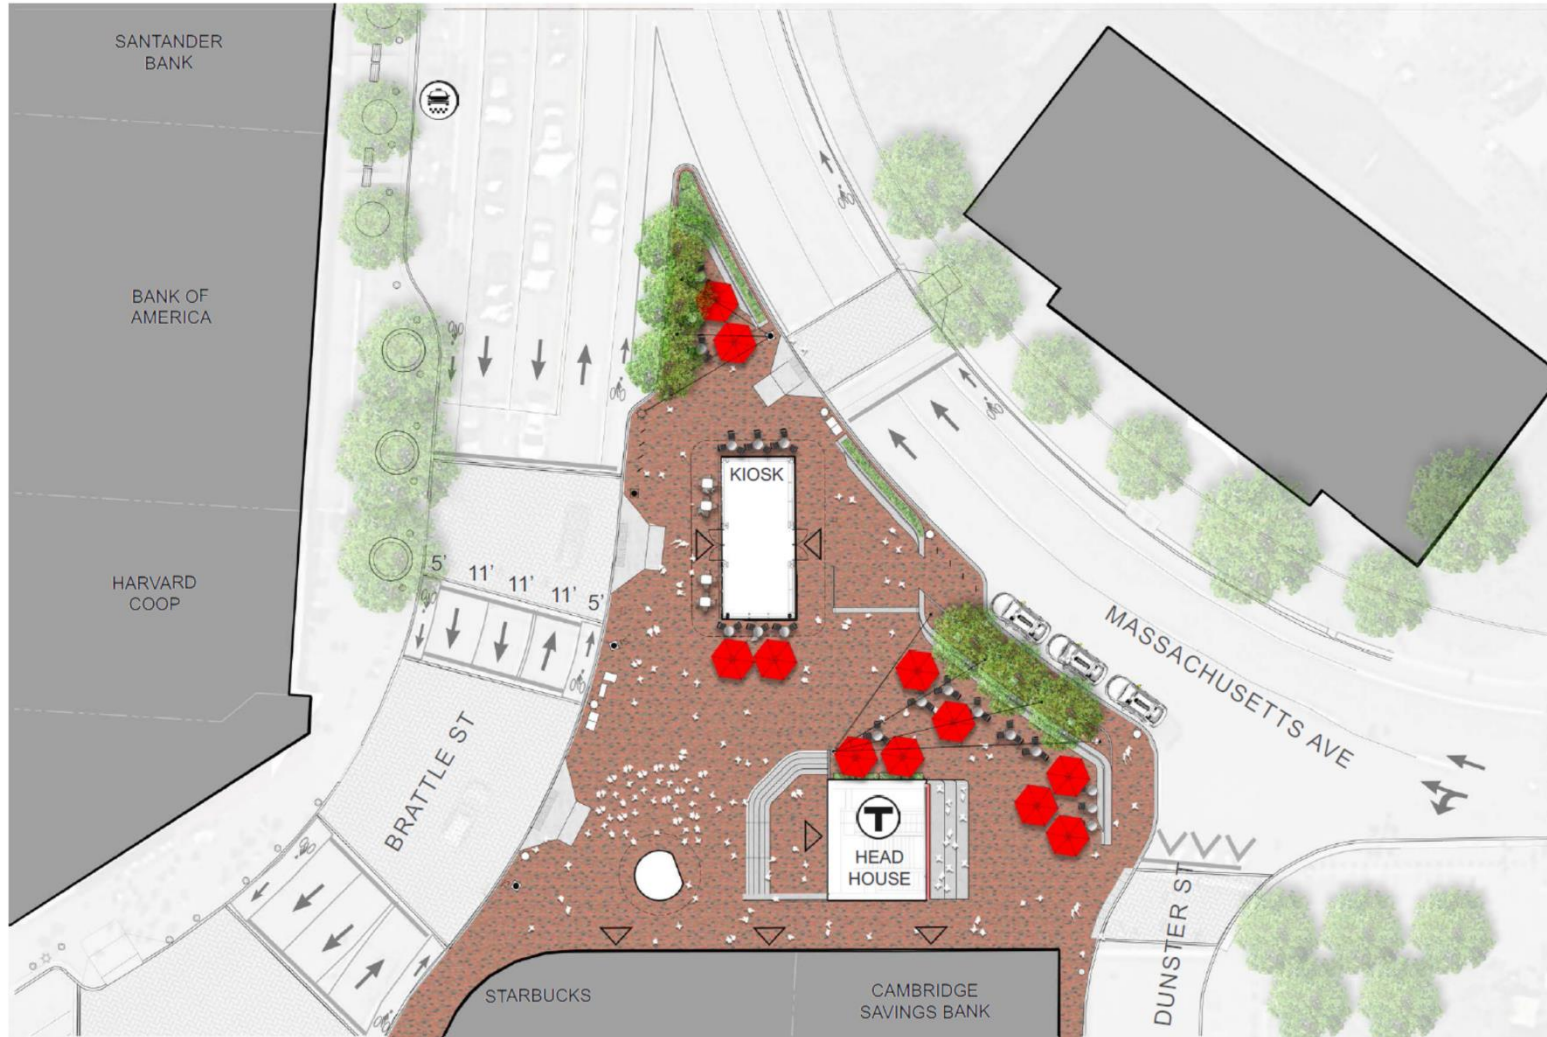 SANTANDER
BANK
BANK OF
AMERICA
HARVARD
COOP
KIOSK
5'
11'
11'
11'
5'
MASSACHUSETTS AVE
BRATTLE ST
T
HEAD
HOUSE
DUNSTER ST
STARBUCKS
CAMBRIDGE
SAVINGS BANK